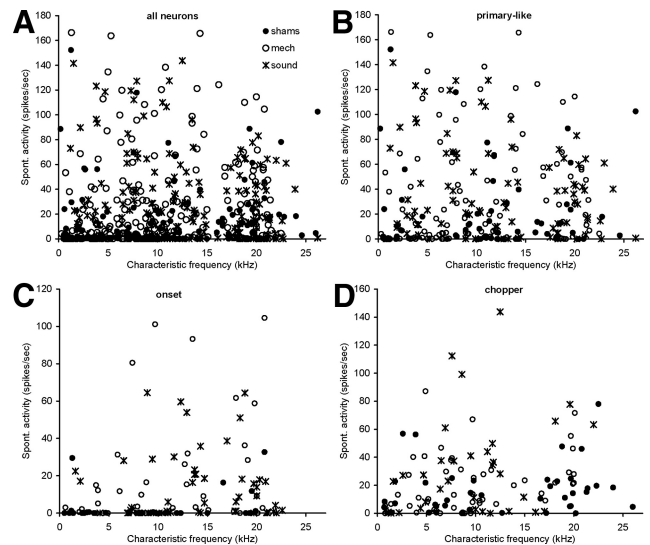 A
all neurons
shams
mech
sound
180
160
140
120
100
80
60
40
20
0
Spont. activity (spikes/sec)
0 5 10 15 20 25
Characteristic frequency (kHz)
B
primary-like
180
160
140
120
100
80
60
40
20
0
Spont. activity (spikes/sec)
0 5 10 15 20 25
Characteristic frequency (kHz)
C
onset
120
100
80
60
40
20
0
Spont. activity (spikes/sec)
0 5 10 15 20 25
Characteristic frequency (kHz)
D
chopper
160
140
120
100
80
60
40
20
0
Spont. activity (spikes/sec)
0 5 10 15 20 25
Characteristic frequency (kHz)